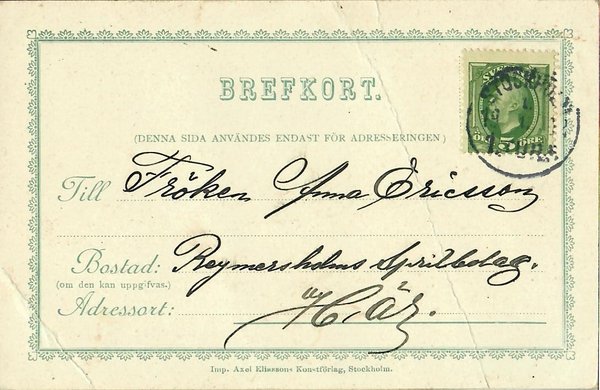 BREFKORT.
(DENNA SIDA ANVÄNDES ENDAST FÖR ADRESSERINGEN)
Till Fröken Anna Ericsson
Bostad: Reymersholms Spritbolag.
(om den kan uppgifvas.)
Adressort: Här.
Imp. Axel Eliassons Konstförlag, Stockholm.